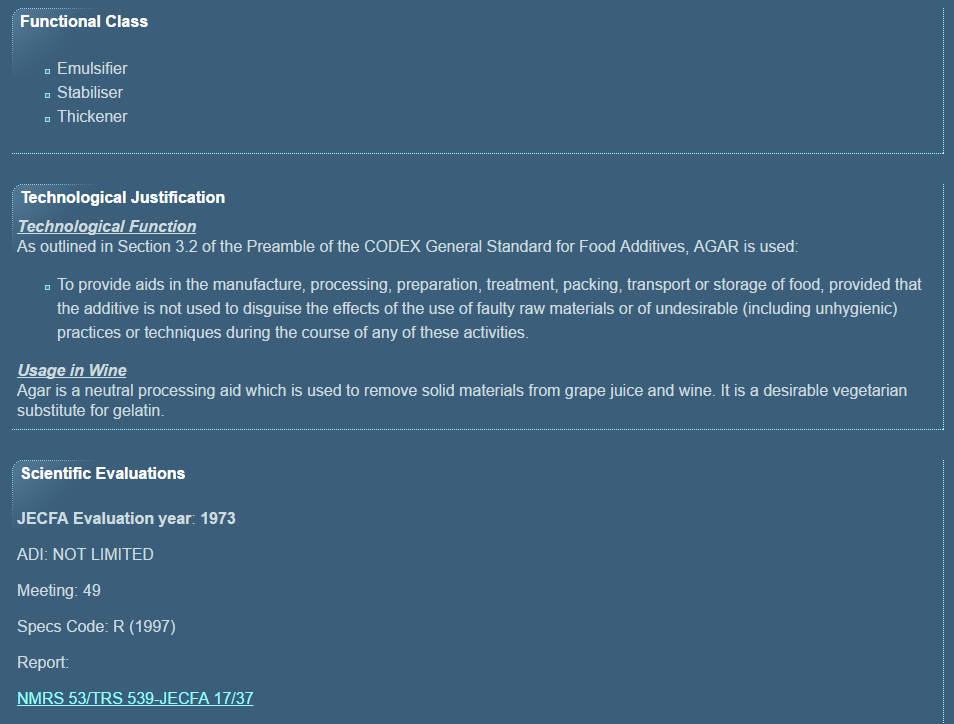 Functional Class
Emulsifier
Stabiliser
Thickener
Technological Justification
Technological Function
As outlined in Section 3.2 of the Preamble of the CODEX General Standard for Food Additives, AGAR is used:
To provide aids in the manufacture, processing, preparation, treatment, packing, transport or storage of food, provided that
the additive is not used to disguise the effects of the use of faulty raw materials or of undesirable (including unhygienic)
practices or techniques during the course of any of these activities.
Usage in Wine
Agar is a neutral processing aid which is used to remove solid materials from grape juice and wine. It is a desirable vegetarian
substitute for gelatin.
Scientific Evaluations
JECFA Evaluation year: 1973
ADI: NOT LIMITED
Meeting: 49
Specs Code: R (1997)
Report:
NMRS 53/TRS 539-JECFA 17/37